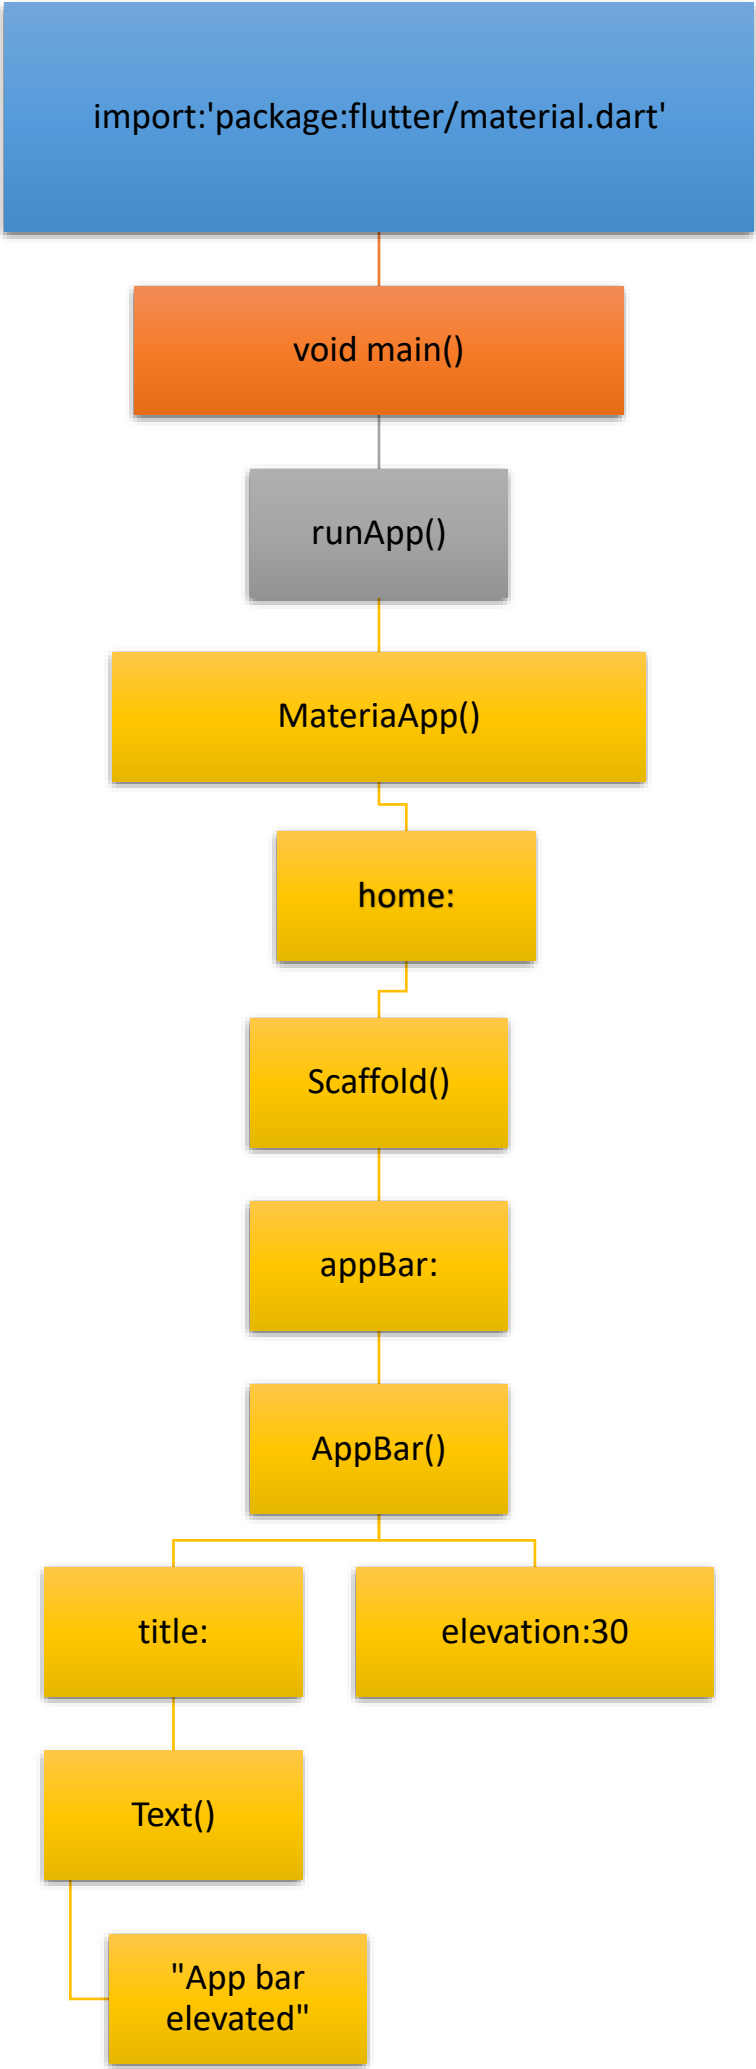 import:'package:flutter/material.dart'
void main()
runApp()
MateriaApp()
home:
Scaffold()
appBar:
AppBar()
title:
elevation:30
Text()
"App bar
elevated"